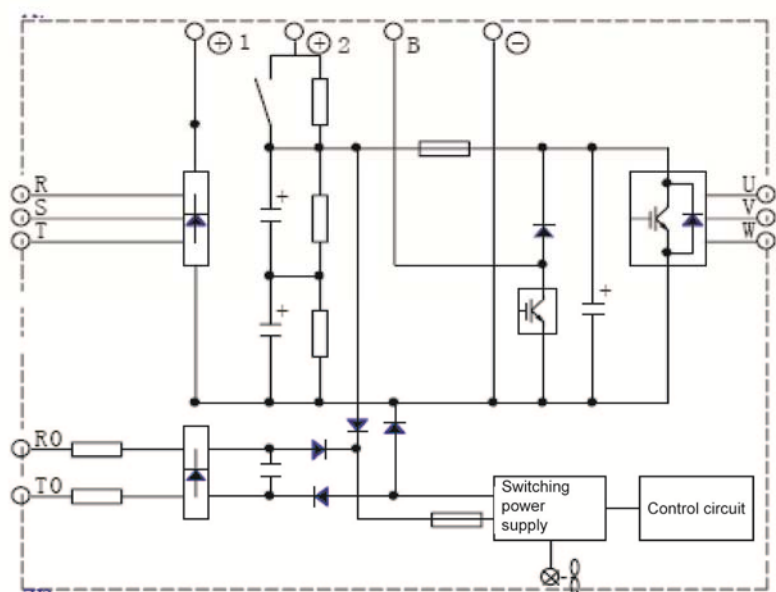 ⊕ 1
⊕ 2
B
⊖
R
S
T
U
V
W
+
+
+
R0
T0
Switching power supply
Control circuit